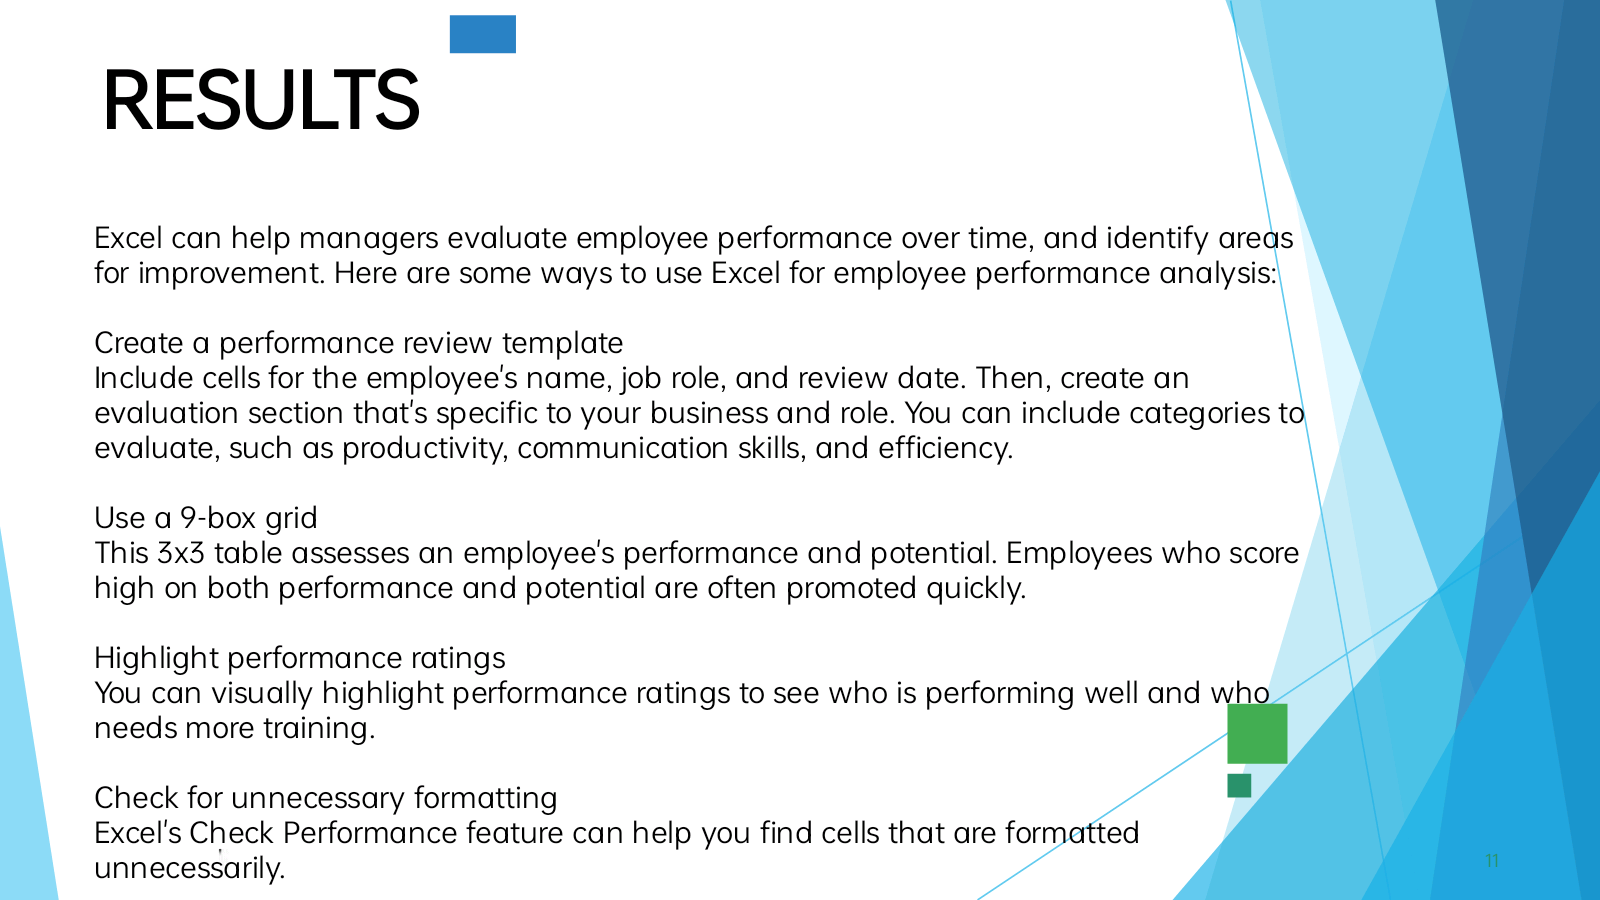 RESULTS
Excel can help managers evaluate employee performance over time, and identify areas
for improvement. Here are some ways to use Excel for employee performance analysis:
Create a performance review template
Include cells for the employee's name, job role, and review date. Then, create an
evaluation section that's specific to your business and role. You can include categories to
evaluate, such as productivity, communication skills, and efficiency.
Use a 9-box grid
This 3x3 table assesses an employee's performance and potential. Employees who score
high on both performance and potential are often promoted quickly.
Highlight performance ratings
You can visually highlight performance ratings to see who is performing well and who
needs more training.
Check for unnecessary formatting
Excel's Check Performance feature can help you find cells that are formatted
unnecessarily.
11